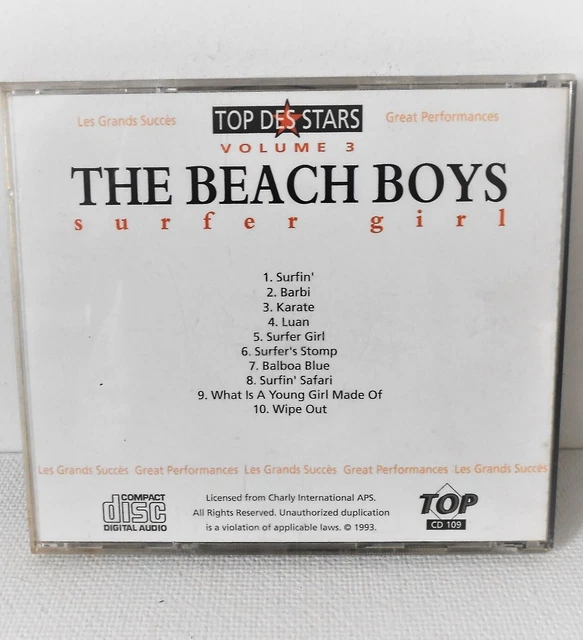 Les Grands Succès TOP DES STARS Great Performances
VOLUME 3
THE BEACH BOYS
surfer girl
1. Surfin'
2. Barbi
3. Karate
4. Luan
5. Surfer Girl
6. Surfer's Stomp
7. Balboa Blue
8. Surfin' Safari
9. What Is A Young Girl Made Of
10. Wipe Out
Les Grands Succès Great Performances Les Grands Succès Great Performances Les Grands Succès
COMPACT
disc
DIGITAL AUDIO
Licensed from Charly International APS.
All Rights Reserved. Unauthorized duplication
is a violation of applicable laws. © 1993.
TOP
CD 109